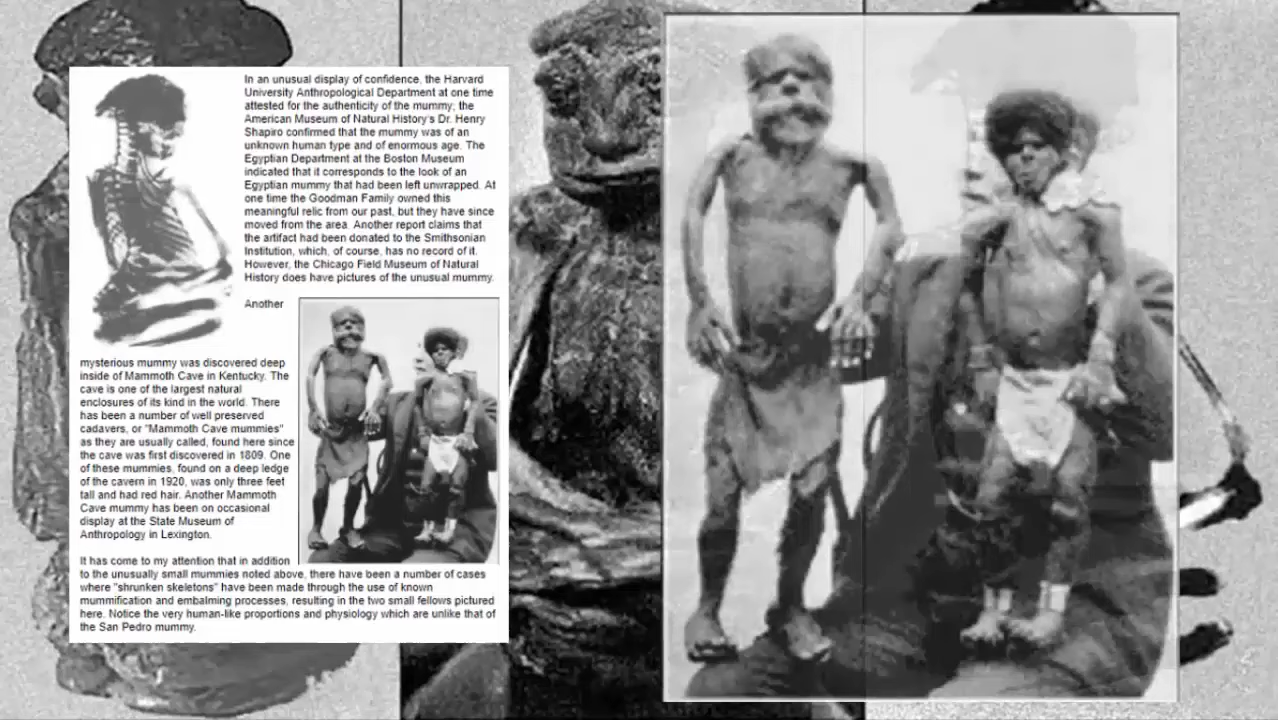 In an unusual display of confidence, the Harvard
University Anthropological Department at one time
attested for the authenticity of the mummy; the
American Museum of Natural History's Dr. Henry
Shapiro confirmed that the mummy was of an
unknown human type and of enormous age. The
Egyptian Department at the Boston Museum
indicated that it corresponds to the look of an
Egyptian mummy that had been left unwrapped. At
one time the Goodman Family owned this
meaningful relic from our past, but they have since
moved from the area. Another report claims that
the artifact had been donated to the Smithsonian
Institution, which, of course, has no record of it.
However, the Chicago Field Museum of Natural
History does have pictures of the unusual mummy.
Another
mysterious mummy was discovered deep
inside of Mammoth Cave in Kentucky. The
cave is one of the largest natural
enclosures of its kind in the world. There
has been a number of well preserved
cadavers, or "Mammoth Cave mummies"
as they are usually called, found here since
the cave was first discovered in 1809. One
of these mummies, found on a deep ledge
of the cavern in 1920, was only three feet
tall and had red hair. Another Mammoth
Cave mummy has been on occasional
display at the State Museum of
Anthropology in Lexington.
It has come to my attention that in addition
to the unusually small mummies noted above, there have been a number of cases
where "shrunken skeletons" have been made through the use of known
mummification and embalming processes, resulting in the two small fellows pictured
here. Notice the very human-like proportions and physiology which are unlike that of
the San Pedro mummy.